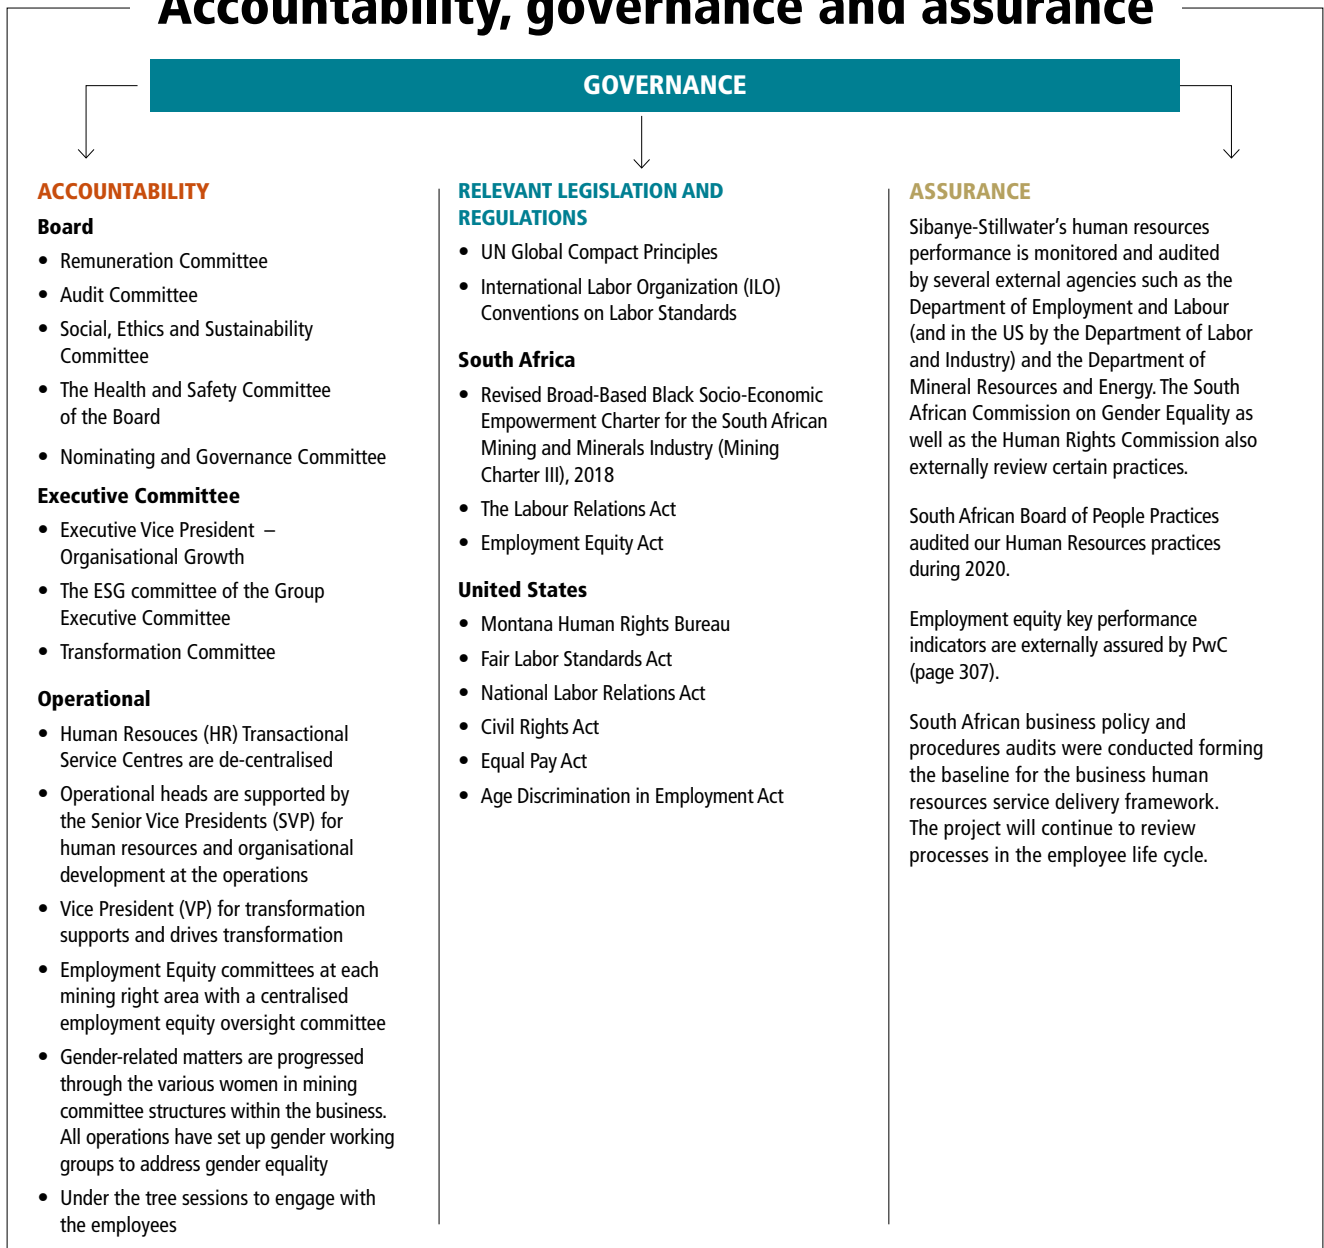 Accountability, governance and assurance
GOVERNANCE
ACCOUNTABILITY
Board
• Remuneration Committee
• Audit Committee
• Social, Ethics and Sustainability
Committee
• The Health and Safety Committee
of the Board
• Nominating and Governance Committee
Executive Committee
• Executive Vice President –
Organisational Growth
• The ESG committee of the Group
Executive Committee
• Transformation Committee
Operational
• Human Resouces (HR) Transactional
Service Centres are de-centralised
• Operational heads are supported by
the Senior Vice Presidents (SVP) for
human resources and organisational
development at the operations
• Vice President (VP) for transformation
supports and drives transformation
• Employment Equity committees at each
mining right area with a centralised
employment equity oversight committee
• Gender-related matters are progressed
through the various women in mining
committee structures within the business.
All operations have set up gender working
groups to address gender equality
• Under the tree sessions to engage with
the employees
RELEVANT LEGISLATION AND
REGULATIONS
• UN Global Compact Principles
• International Labor Organization (ILO)
Conventions on Labor Standards
South Africa
• Revised Broad-Based Black Socio-Economic
Empowerment Charter for the South African
Mining and Minerals Industry (Mining
Charter III), 2018
• The Labour Relations Act
• Employment Equity Act
United States
• Montana Human Rights Bureau
• Fair Labor Standards Act
• National Labor Relations Act
• Civil Rights Act
• Equal Pay Act
• Age Discrimination in Employment Act
ASSURANCE
Sibanye-Stillwater's human resources
performance is monitored and audited
by several external agencies such as the
Department of Employment and Labour
(and in the US by the Department of Labor
and Industry) and the Department of
Mineral Resources and Energy. The South
African Commission on Gender Equality as
well as the Human Rights Commission also
externally review certain practices.
South African Board of People Practices
audited our Human Resources practices
during 2020.
Employment equity key performance
indicators are externally assured by PwC
(page 307).
South African business policy and
procedures audits were conducted forming
the baseline for the business human
resources service delivery framework.
The project will continue to review
processes in the employee life cycle.